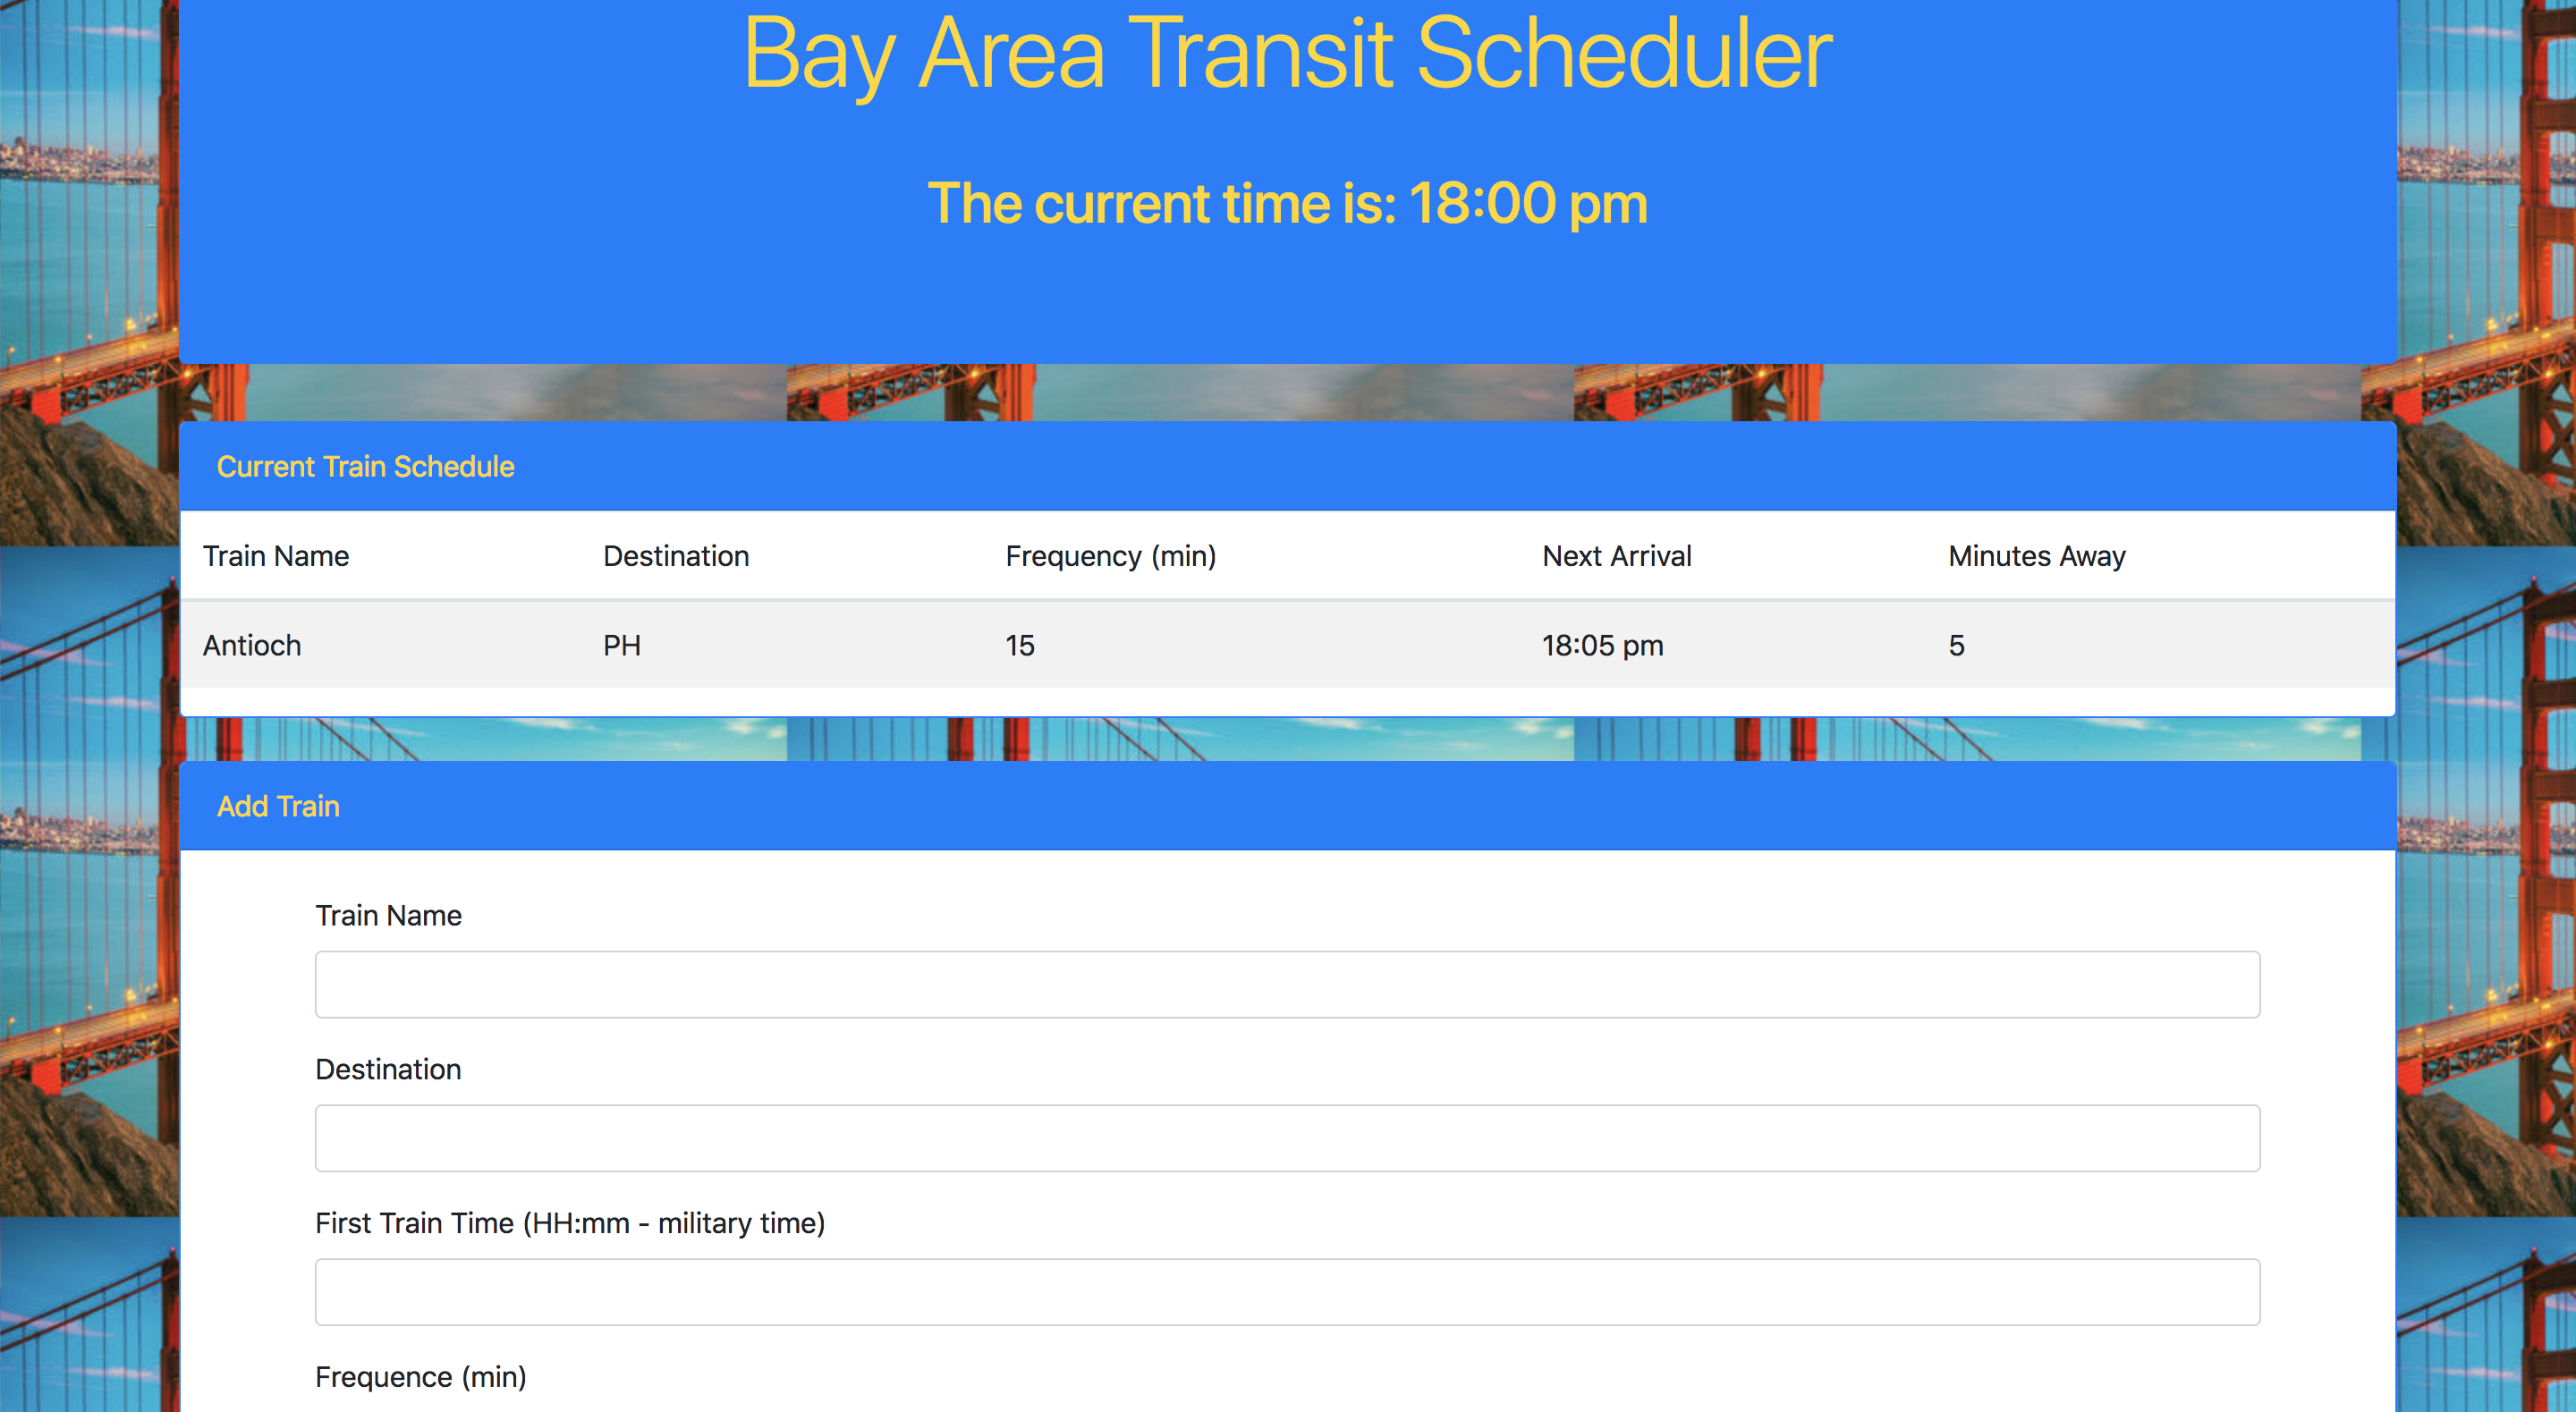 Bay Area Transit Scheduler
The current time is: 18:00 pm
Current Train Schedule
Train Name Destination Frequency (min) Next Arrival Minutes Away
Antioch PH 15 18:05 pm 5
Add Train
Train Name
Destination
First Train Time (HH:mm - military time)
Frequence (min)